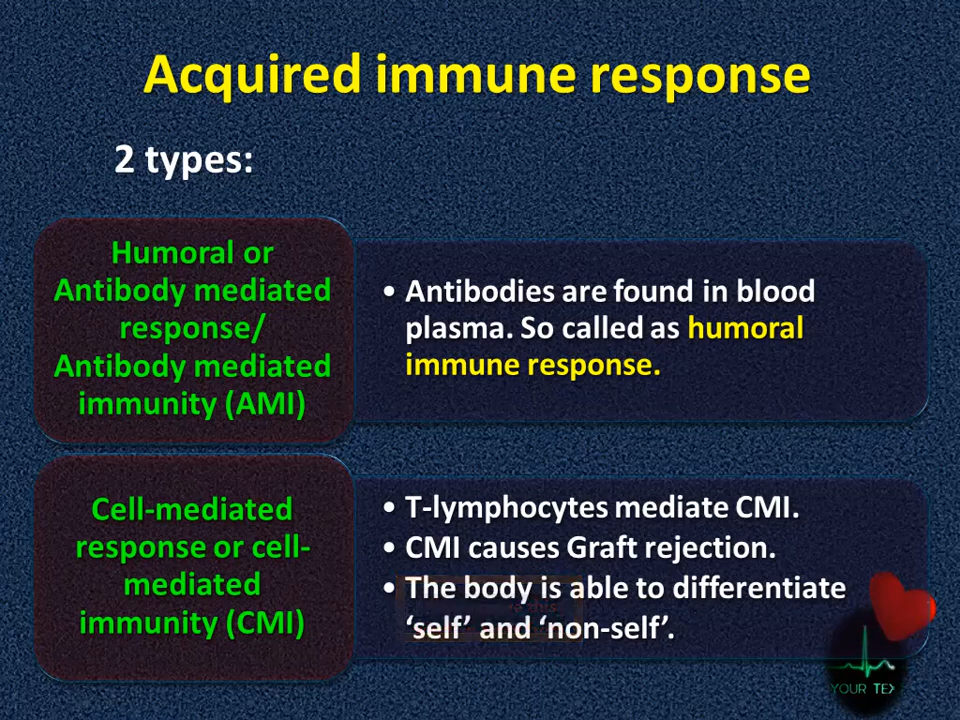 Acquired immune response
2 types:
Humoral or
Antibody mediated
response/
Antibody mediated
immunity (AMI)
• Antibodies are found in blood
plasma. So called as humoral
immune response.
Cell-mediated
response or cell-
mediated
immunity (CMI)
• T-lymphocytes mediate CMI.
• CMI causes Graft rejection.
• The body is able to differentiate
‘self’ and ‘non-self’.
YOUR TEX